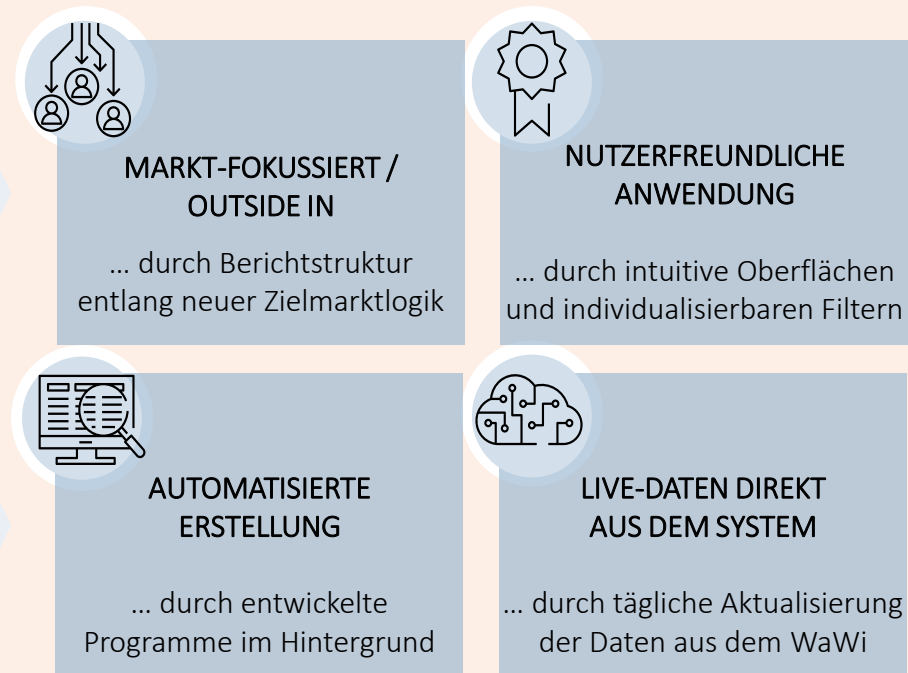 MARKT-FOKUSSIERT /
OUTSIDE IN
... durch Berichtstruktur
entlang neuer Zielmarktlogik
NUTZERFREUNDLICHE
ANWENDUNG
... durch intuitive Oberflächen
und individualisierbaren Filtern
AUTOMATISIERTE
ERSTELLUNG
... durch entwickelte
Programme im Hintergrund
LIVE-DATEN DIREKT
AUS DEM SYSTEM
... durch tägliche Aktualisierung
der Daten aus dem WaWi